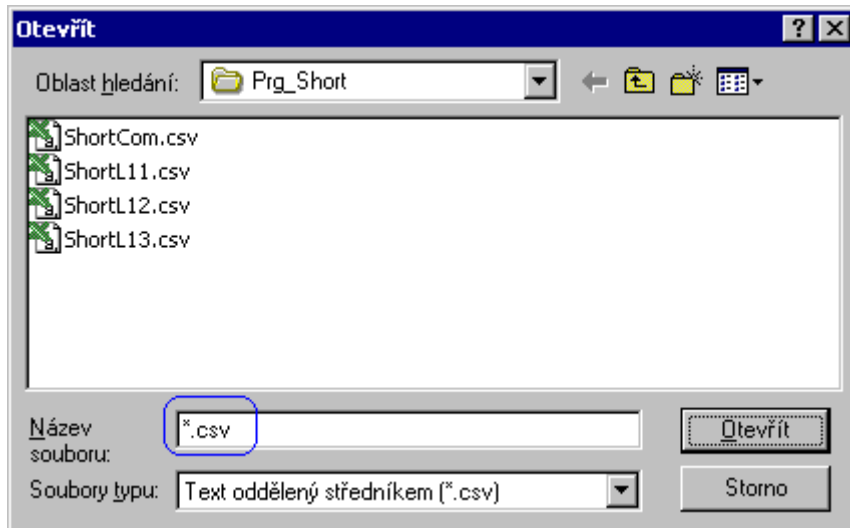 Otevřít
Oblast hledání: Prg_Short
ShortCom.csv
ShortL11.csv
ShortL12.csv
ShortL13.csv
Název souboru: *.csv Otevřít
Soubory typu: Text oddělený středníkem (*.csv) Storno